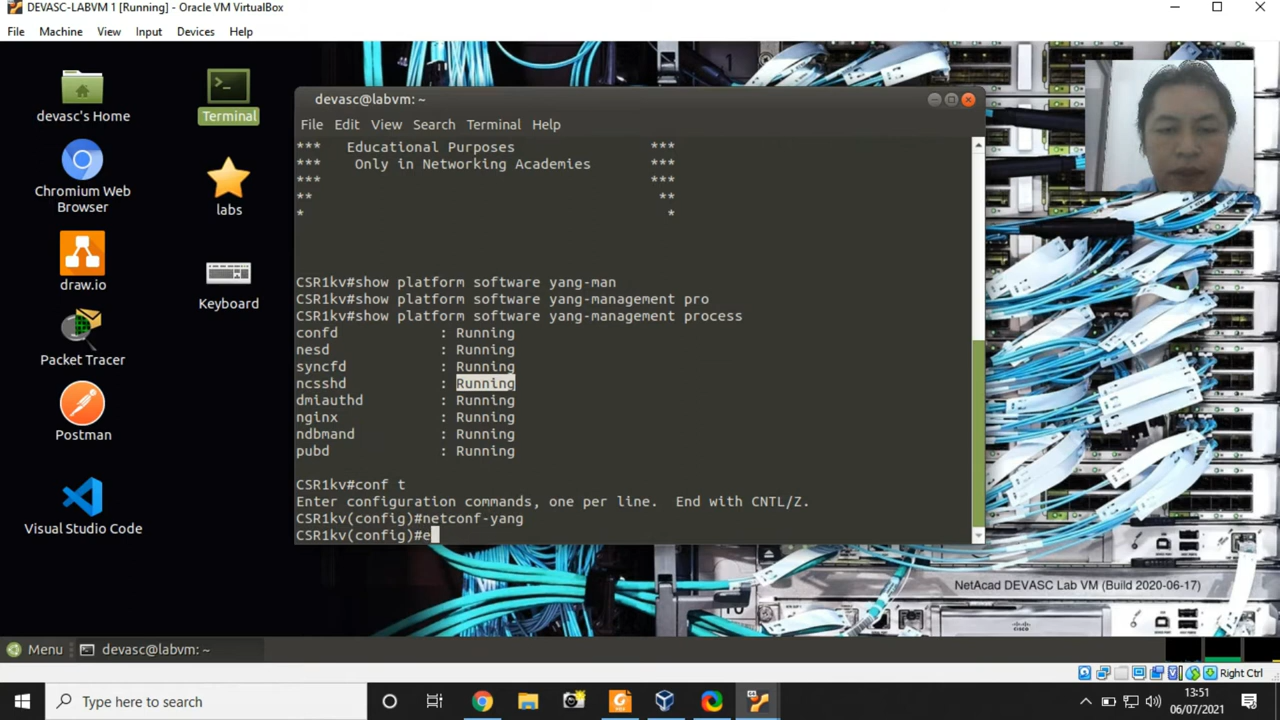 DEVASC-LABVM 1 [Running] - Oracle VM VirtualBox
File Machine View Input Devices Help
devasc's Home
Terminal
Chromium Web
Browser
labs
draw.io
Keyboard
Packet Tracer
Postman
Visual Studio Code
devasc@labvm: ~
File Edit View Search Terminal Help
*** Educational Purposes ***
*** Only in Networking Academies ***
*** ***
** **
* *
CSR1kv#show platform software yang-man
CSR1kv#show platform software yang-management pro
CSR1kv#show platform software yang-management process
confd : Running
nesd : Running
syncfd : Running
ncsshd : Running
dmiauthd : Running
nginx : Running
ndbmand : Running
pubd : Running
CSR1kv#conf t
Enter configuration commands, one per line. End with CNTL/Z.
CSR1kv(config)#netconf-yang
CSR1kv(config)#e
NetAcad DEVASC Lab VM (Build 2020-06-17)
Menu devasc@labvm: ~
Right Ctrl
Type here to search
13:51
06/07/2021